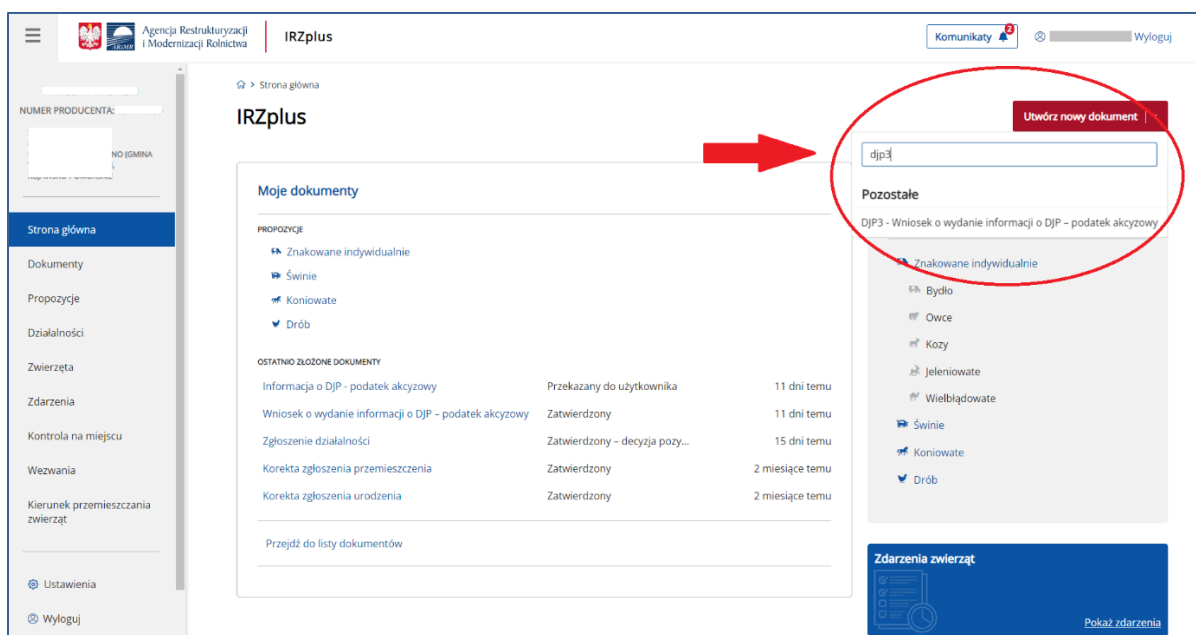 Agencja Restrukturyzacji
i Modernizacji Rolnictwa
ARiMR
IRZplus
Komunikaty 2
Wyloguj
NUMER PRODUCENTA:
NO (GMINA
Strona główna
Dokumenty
Propozycje
Działalności
Zwierzęta
Zdarzenia
Kontrola na miejscu
Wezwania
Kierunek przemieszczania
zwierząt
Ustawienia
Wyloguj
> Strona główna
IRZplus
Moje dokumenty
PROPOZYCJE
Znakowane indywidualnie
Świnie
Koniowate
Drób
OSTATNIO ZŁOŻONE DOKUMENTY
Informacja o DJP - podatek akcyzowy Przekazany do użytkownika 11 dni temu
Wniosek o wydanie informacji o DJP – podatek akcyzowy Zatwierdzony 11 dni temu
Zgłoszenie działalności Zatwierdzony – decyzja pozy... 15 dni temu
Korekta zgłoszenia przemieszczenia Zatwierdzony 2 miesiące temu
Korekta zgłoszenia urodzenia Zatwierdzony 2 miesiące temu
Przejdź do listy dokumentów
Utwórz nowy dokument
djp3
Pozostałe
DJP3 - Wniosek o wydanie informacji o DJP – podatek akcyzowy
Znakowane indywidualnie
Bydło
Owce
Kozy
Jeleniowate
Wielbłądowate
Świnie
Koniowate
Drób
Zdarzenia zwierząt
Pokaż zdarzenia